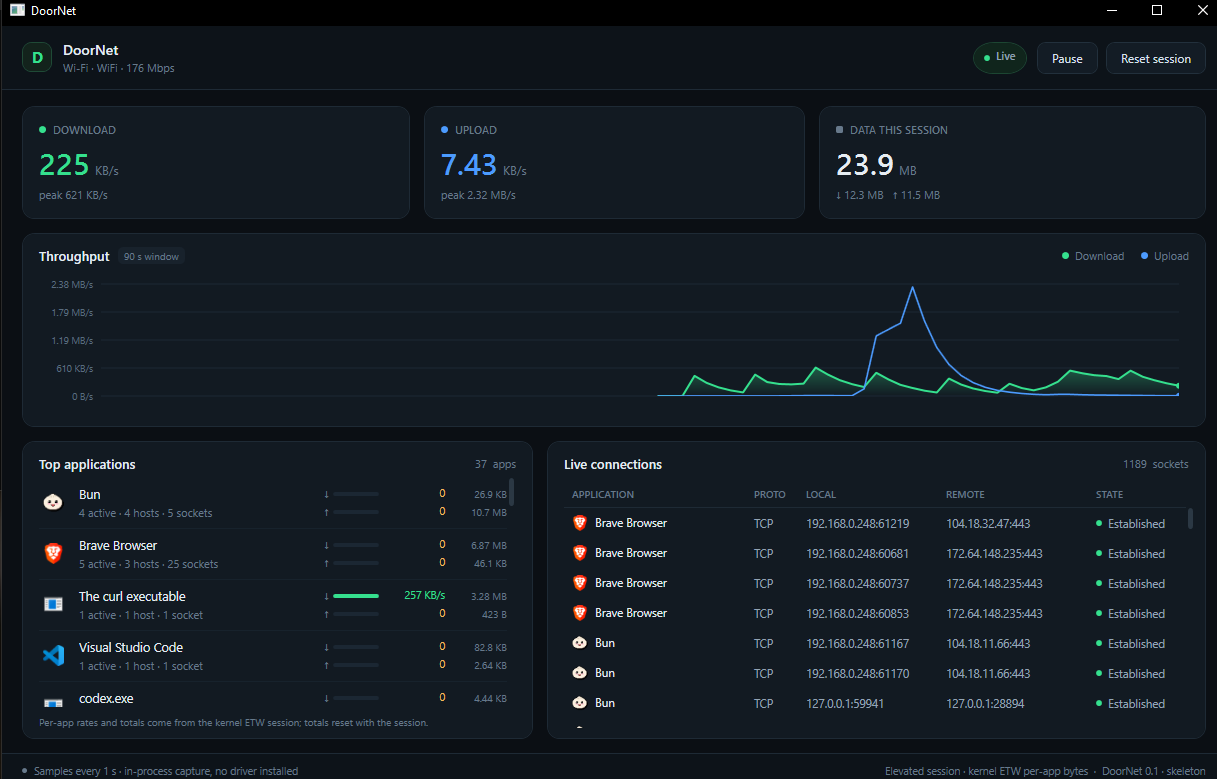 DoorNet
D
DoorNet
Wi-Fi · WiFi · 176 Mbps
Live
Pause
Reset session
DOWNLOAD
225 KB/s
peak 621 KB/s
UPLOAD
7.43 KB/s
peak 2.32 MB/s
DATA THIS SESSION
23.9 MB
↓ 12.3 MB ↑ 11.5 MB
Throughput 90 s window
Download Upload
2.38 MB/s
1.79 MB/s
1.19 MB/s
610 KB/s
0 B/s
Top applications 37 apps
Bun ↓ 0 26.9 KB
4 active · 4 hosts · 5 sockets ↑ 0 10.7 MB
Brave Browser ↓ 0 6.87 MB
5 active · 3 hosts · 25 sockets ↑ 0 46.1 KB
The curl executable ↓ 257 KB/s 3.28 MB
1 active · 1 host · 1 socket ↑ 0 423 B
Visual Studio Code ↓ 0 82.8 KB
1 active · 1 host · 1 socket ↑ 0 2.64 KB
codex.exe ↓ 0 4.44 KB
Per-app rates and totals come from the kernel ETW session; totals reset with the session.
Live connections 1189 sockets
APPLICATION PROTO LOCAL REMOTE STATE
Brave Browser TCP 192.168.0.248:61219 104.18.32.47:443 Established
Brave Browser TCP 192.168.0.248:60681 172.64.148.235:443 Established
Brave Browser TCP 192.168.0.248:60737 172.64.148.235:443 Established
Brave Browser TCP 192.168.0.248:60853 172.64.148.235:443 Established
Bun TCP 192.168.0.248:61167 104.18.11.66:443 Established
Bun TCP 192.168.0.248:61170 104.18.11.66:443 Established
Bun TCP 127.0.0.1:59941 127.0.0.1:28894 Established
Samples every 1 s · in-process capture, no driver installed
Elevated session · kernel ETW per-app bytes · DoorNet 0.1 · skeleton